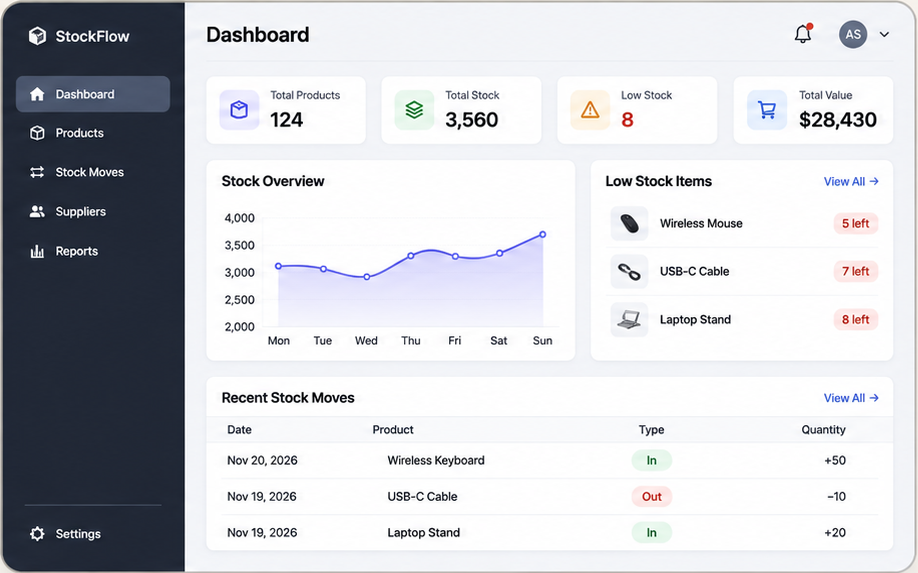 StockFlow
Dashboard
Products
Stock Moves
Suppliers
Reports
Settings
Dashboard
AS
Total Products
124
Total Stock
3,560
Low Stock
8
Total Value
$28,430
Stock Overview
4,000
3,500
3,000
2,500
2,000
Mon Tue Wed Thu Fri Sat Sun
Low Stock Items View All →
Wireless Mouse 5 left
USB-C Cable 7 left
Laptop Stand 8 left
Recent Stock Moves View All →
Date Product Type Quantity
Nov 20, 2026 Wireless Keyboard In +50
Nov 19, 2026 USB-C Cable Out −10
Nov 19, 2026 Laptop Stand In +20